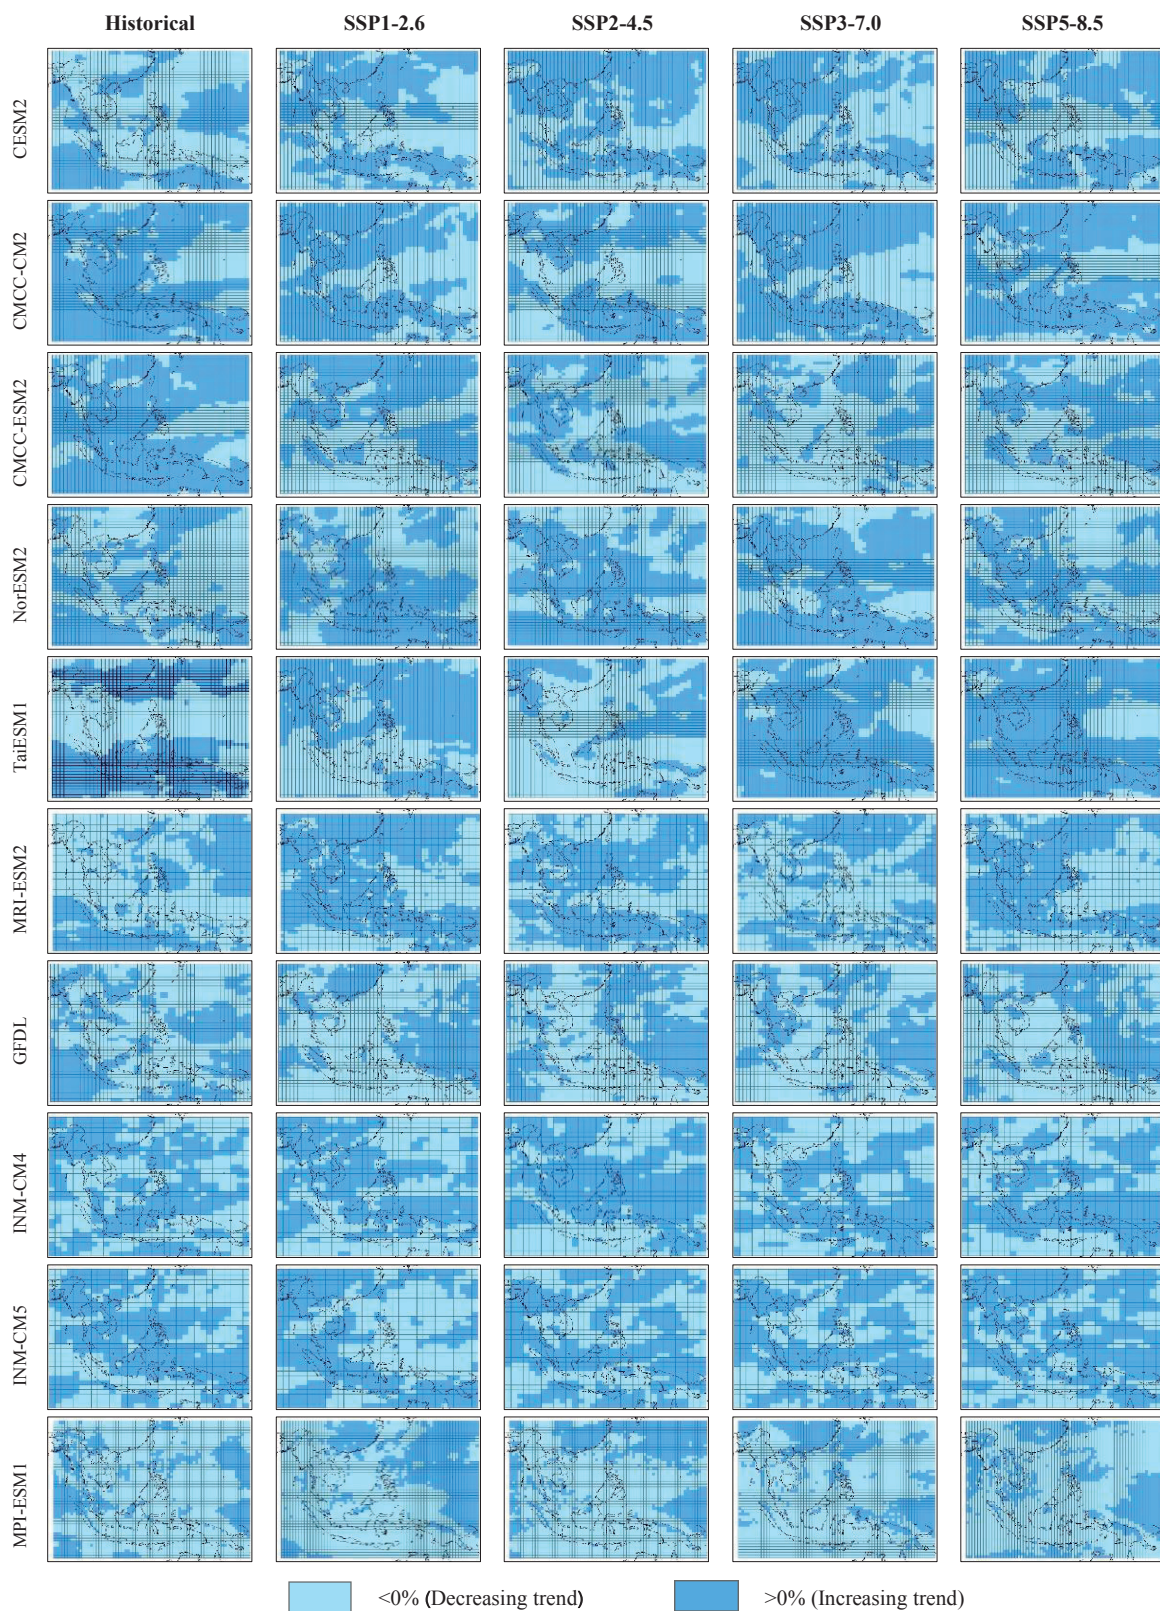 Historical SSP1-2.6 SSP2-4.5 SSP3-7.0 SSP5-8.5
CESM2
CMCC-CM2
CMCC-ESM2
NorESM2
TaiESM1
MRI-ESM2
GFDL
INM-CM4
INM-CM5
MPI-ESM1
<0% (Decreasing trend) >0% (Increasing trend)